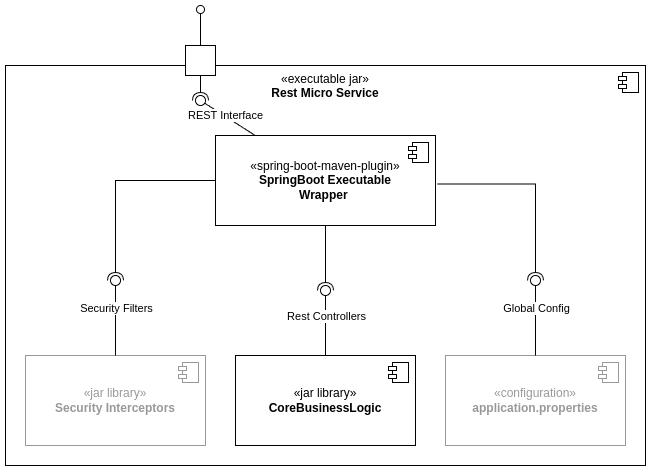 «executable jar»
Rest Micro Service
REST Interface
«spring-boot-maven-plugin»
SpringBoot Executable
Wrapper
Security Filters
Rest Controllers
Global Config
«jar library»
Security Interceptors
«jar library»
CoreBusinessLogic
«configuration»
application.properties